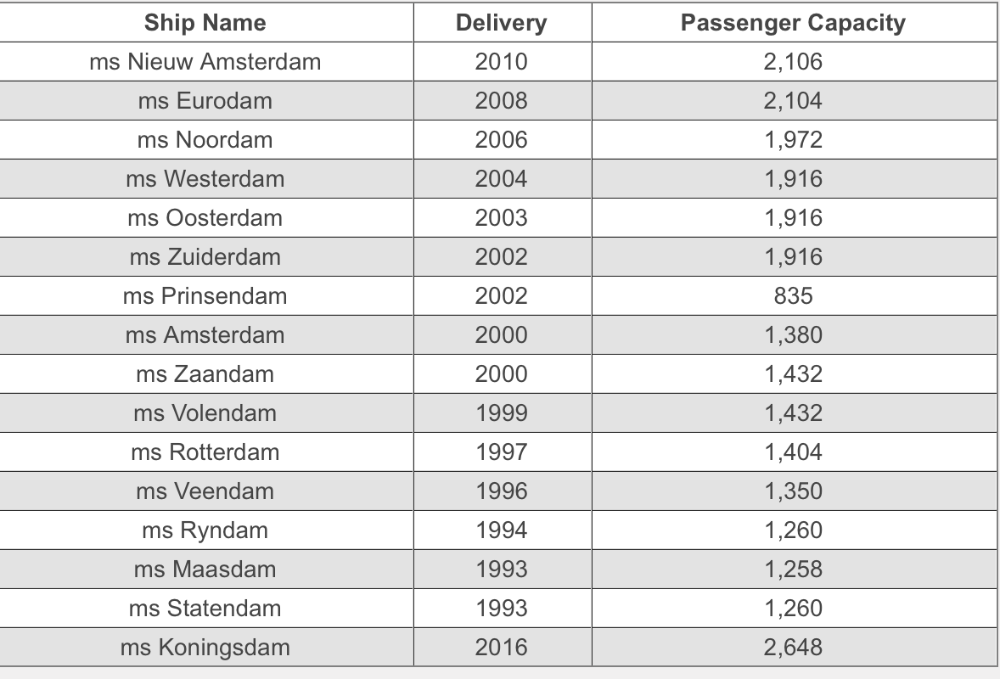 Ship Name Delivery Passenger Capacity
ms Nieuw Amsterdam 2010 2,106
ms Eurodam 2008 2,104
ms Noordam 2006 1,972
ms Westerdam 2004 1,916
ms Oosterdam 2003 1,916
ms Zuiderdam 2002 1,916
ms Prinsendam 2002 835
ms Amsterdam 2000 1,380
ms Zaandam 2000 1,432
ms Volendam 1999 1,432
ms Rotterdam 1997 1,404
ms Veendam 1996 1,350
ms Ryndam 1994 1,260
ms Maasdam 1993 1,258
ms Statendam 1993 1,260
ms Koningsdam 2016 2,648